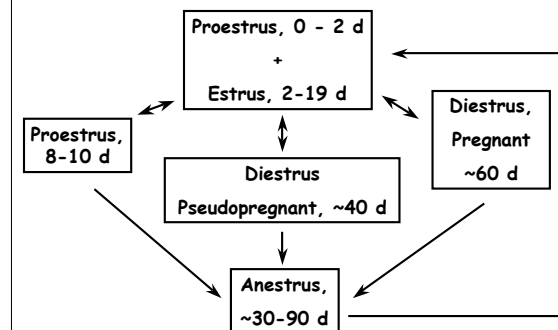 Proestrus, 0 - 2 d
+
Estrus, 2-19 d
Proestrus,
8-10 d
Diestrus
Pseudopregnant, ~40 d
Diestrus,
Pregnant
~60 d
Anestrus,
~30-90 d